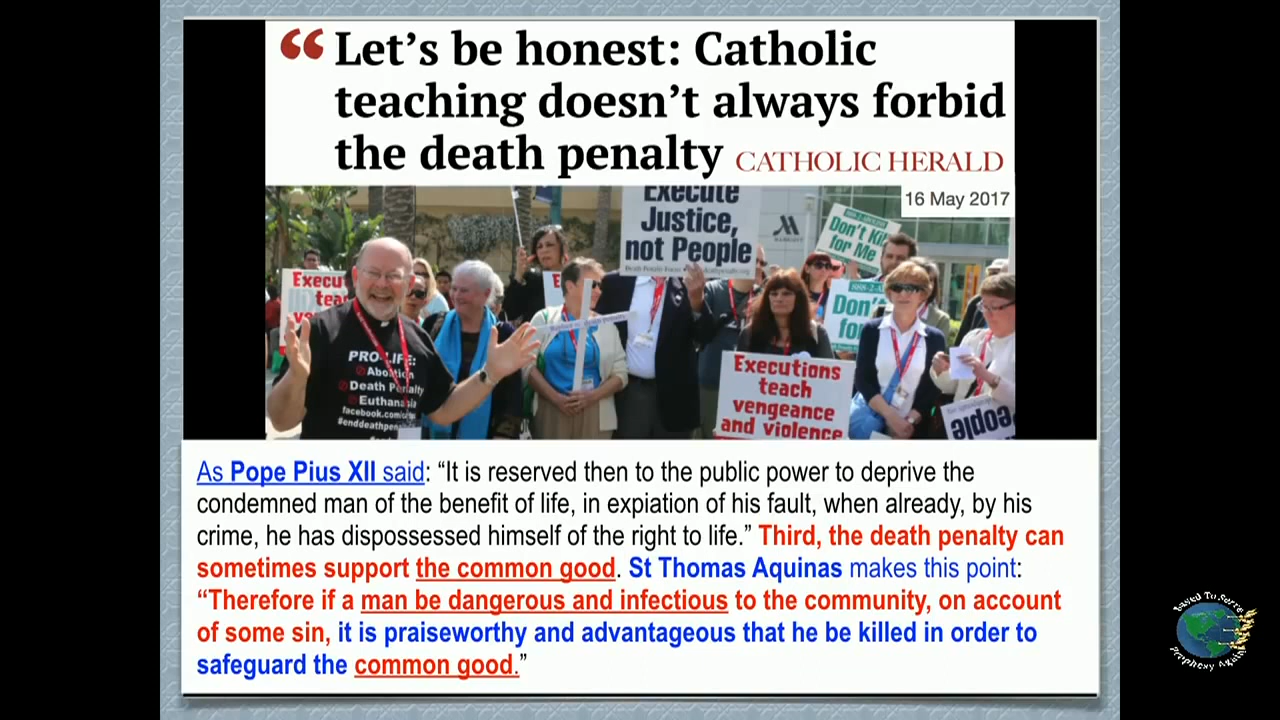 “ Let’s be honest: Catholic
teaching doesn’t always forbid
the death penalty CATHOLIC HERALD
16 May 2017
Execute
Justice,
not People
Don't
for Me
PRO-LIFE:
Abortion
Death Penalty
Euthanasia
Don't
for
Executions
teach
vengeance
and violence
People
As Pope Pius XII said: “It is reserved then to the public power to deprive the
condemned man of the benefit of life, in expiation of his fault, when already, by his
crime, he has dispossessed himself of the right to life.” Third, the death penalty can
sometimes support the common good. St Thomas Aquinas makes this point:
“Therefore if a man be dangerous and infectious to the community, on account
of some sin, it is praiseworthy and advantageous that he be killed in order to
safeguard the common good.”
Prophesy Again